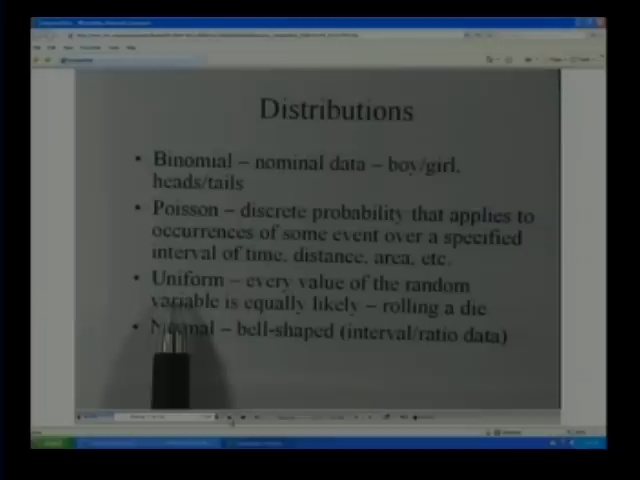 Distributions
• Binomial – nominal data – boy/girl,
heads/tails
• Poisson – discrete probability that applies to
occurrences of some event over a specified
interval of time, distance, area, etc.
• Uniform – every value of the random
variable is equally likely – rolling a die
• Normal – bell-shaped (interval/ratio data)